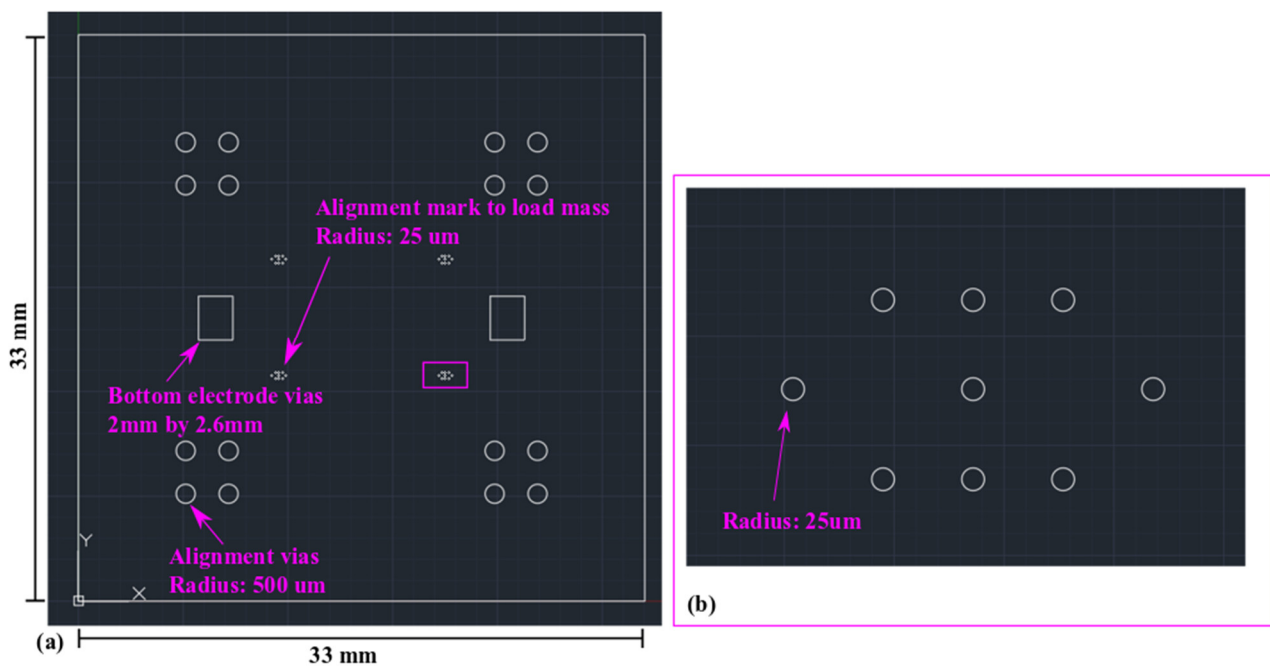 Alignment mark to load mass
Radius: 25 um
33 mm
Bottom electrode vias
2mm by 2.6mm
Alignment vias
Radius: 500 um
Y
X
(a)
33 mm
Radius: 25um
(b)